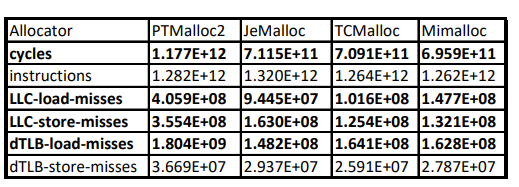 Allocator PTMalloc2 JeMalloc TCMalloc Mimalloc
cycles 1.177E+12 7.115E+11 7.091E+11 6.959E+11
instructions 1.282E+12 1.320E+12 1.264E+12 1.262E+12
LLC-load-misses 4.059E+08 9.445E+07 1.016E+08 1.477E+08
LLC-store-misses 3.554E+08 1.630E+08 1.254E+08 1.321E+08
dTLB-load-misses 1.804E+09 1.482E+08 1.641E+08 1.628E+08
dTLB-store-misses 3.669E+07 2.937E+07 2.591E+07 2.787E+07